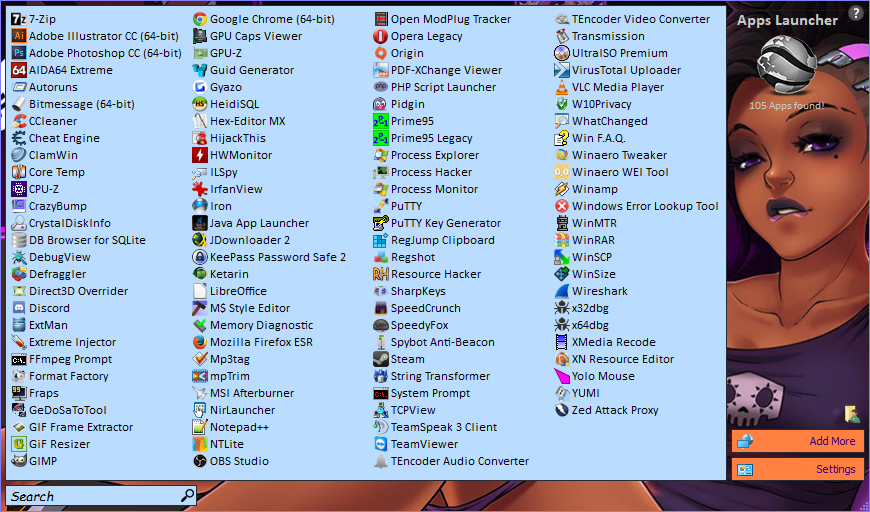 7-Zip
Adobe Illustrator CC (64-bit)
Adobe Photoshop CC (64-bit)
AIDA64 Extreme
Autoruns
Bitmessage (64-bit)
CCleaner
Cheat Engine
ClamWin
Core Temp
CPU-Z
CrazyBump
CrystalDiskInfo
DB Browser for SQLite
DebugView
Defraggler
Direct3D Overrider
Discord
ExtMan
Extreme Injector
FFmpeg Prompt
Format Factory
Fraps
GeDoSaToTool
GIF Frame Extractor
GiF Resizer
GIMP
Google Chrome (64-bit)
GPU Caps Viewer
GPU-Z
Guid Generator
Gyazo
HeidiSQL
Hex-Editor MX
HijackThis
HWMonitor
ILSpy
IrfanView
Iron
Java App Launcher
JDownloader 2
KeePass Password Safe 2
Ketarin
LibreOffice
MS Style Editor
Memory Diagnostic
Mozilla Firefox ESR
Mp3tag
mpTrim
MSI Afterburner
NirLauncher
Notepad++
NTLite
OBS Studio
Open ModPlug Tracker
Opera Legacy
Origin
PDF-XChange Viewer
PHP Script Launcher
Pidgin
Prime95
Prime95 Legacy
Process Explorer
Process Hacker
Process Monitor
PuTTY
PuTTY Key Generator
RegJump Clipboard
Regshot
Resource Hacker
SharpKeys
SpeedCrunch
SpeedyFox
Spybot Anti-Beacon
Steam
String Transformer
System Prompt
TCPView
TeamSpeak 3 Client
TeamViewer
TEncoder Audio Converter
TEncoder Video Converter
Transmission
UltraISO Premium
VirusTotal Uploader
VLC Media Player
W10Privacy
WhatChanged
Win F.A.Q.
Winaero Tweaker
Winaero WEI Tool
Winamp
Windows Error Lookup Tool
WinMTR
WinRAR
WinSCP
WinSize
Wireshark
x32dbg
x64dbg
XMedia Recode
XN Resource Editor
Yolo Mouse
YUMI
Zed Attack Proxy
Apps Launcher
?
105 Apps found!
Add More
Settings
Search